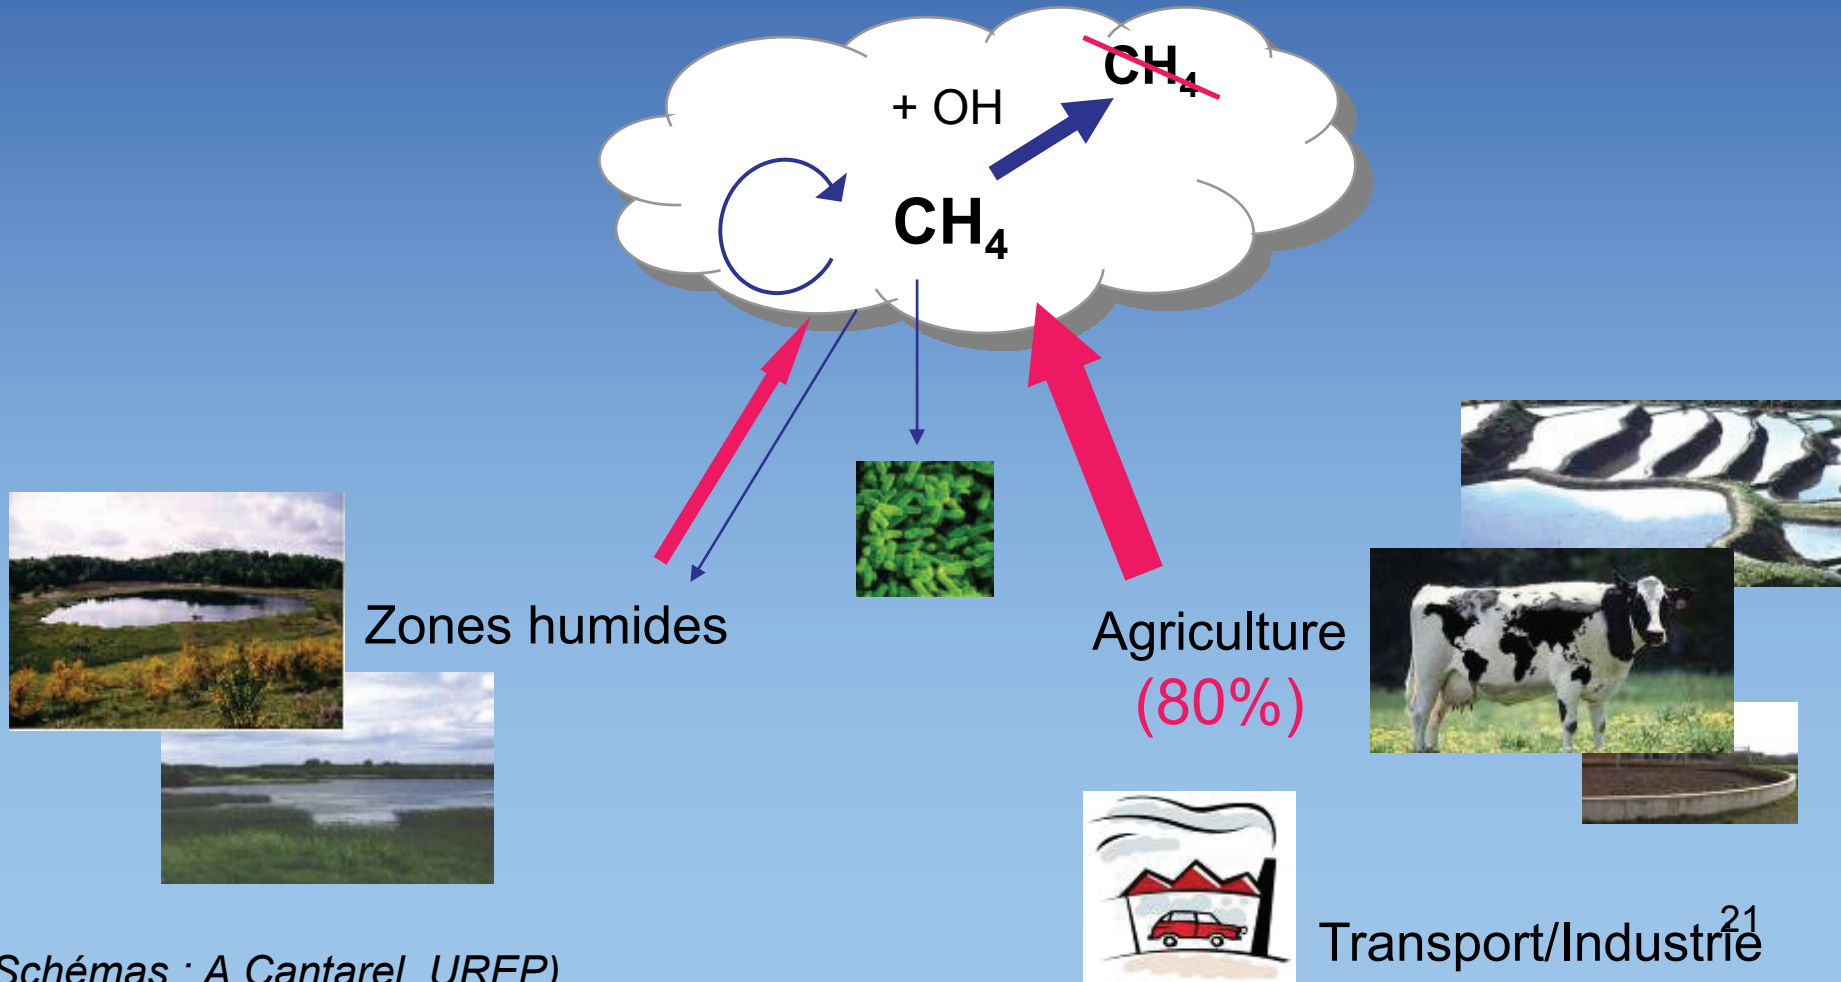 CH₄
+ OH
CH₄
Zones humides
Agriculture
(80%)
21
Transport/Industrie
Schémas : A Cantarel, UREP)